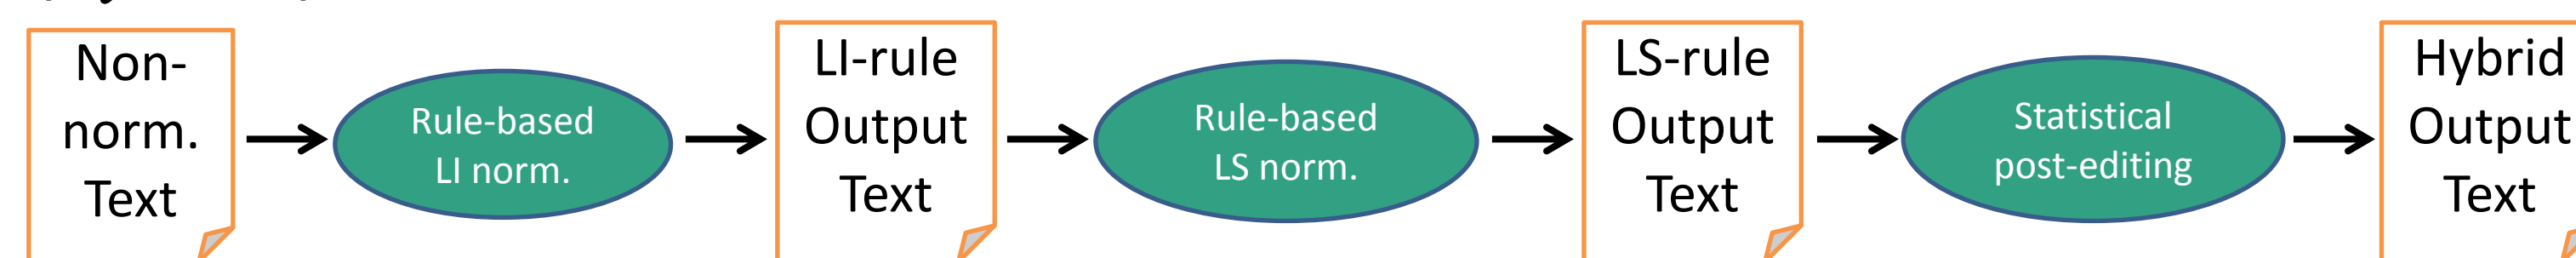 Non-
norm.
Text
Rule-based
LI norm.
LI-rule
Output
Text
Rule-based
LS norm.
LS-rule
Output
Text
Statistical
post-editing
Hybrid
Output
Text